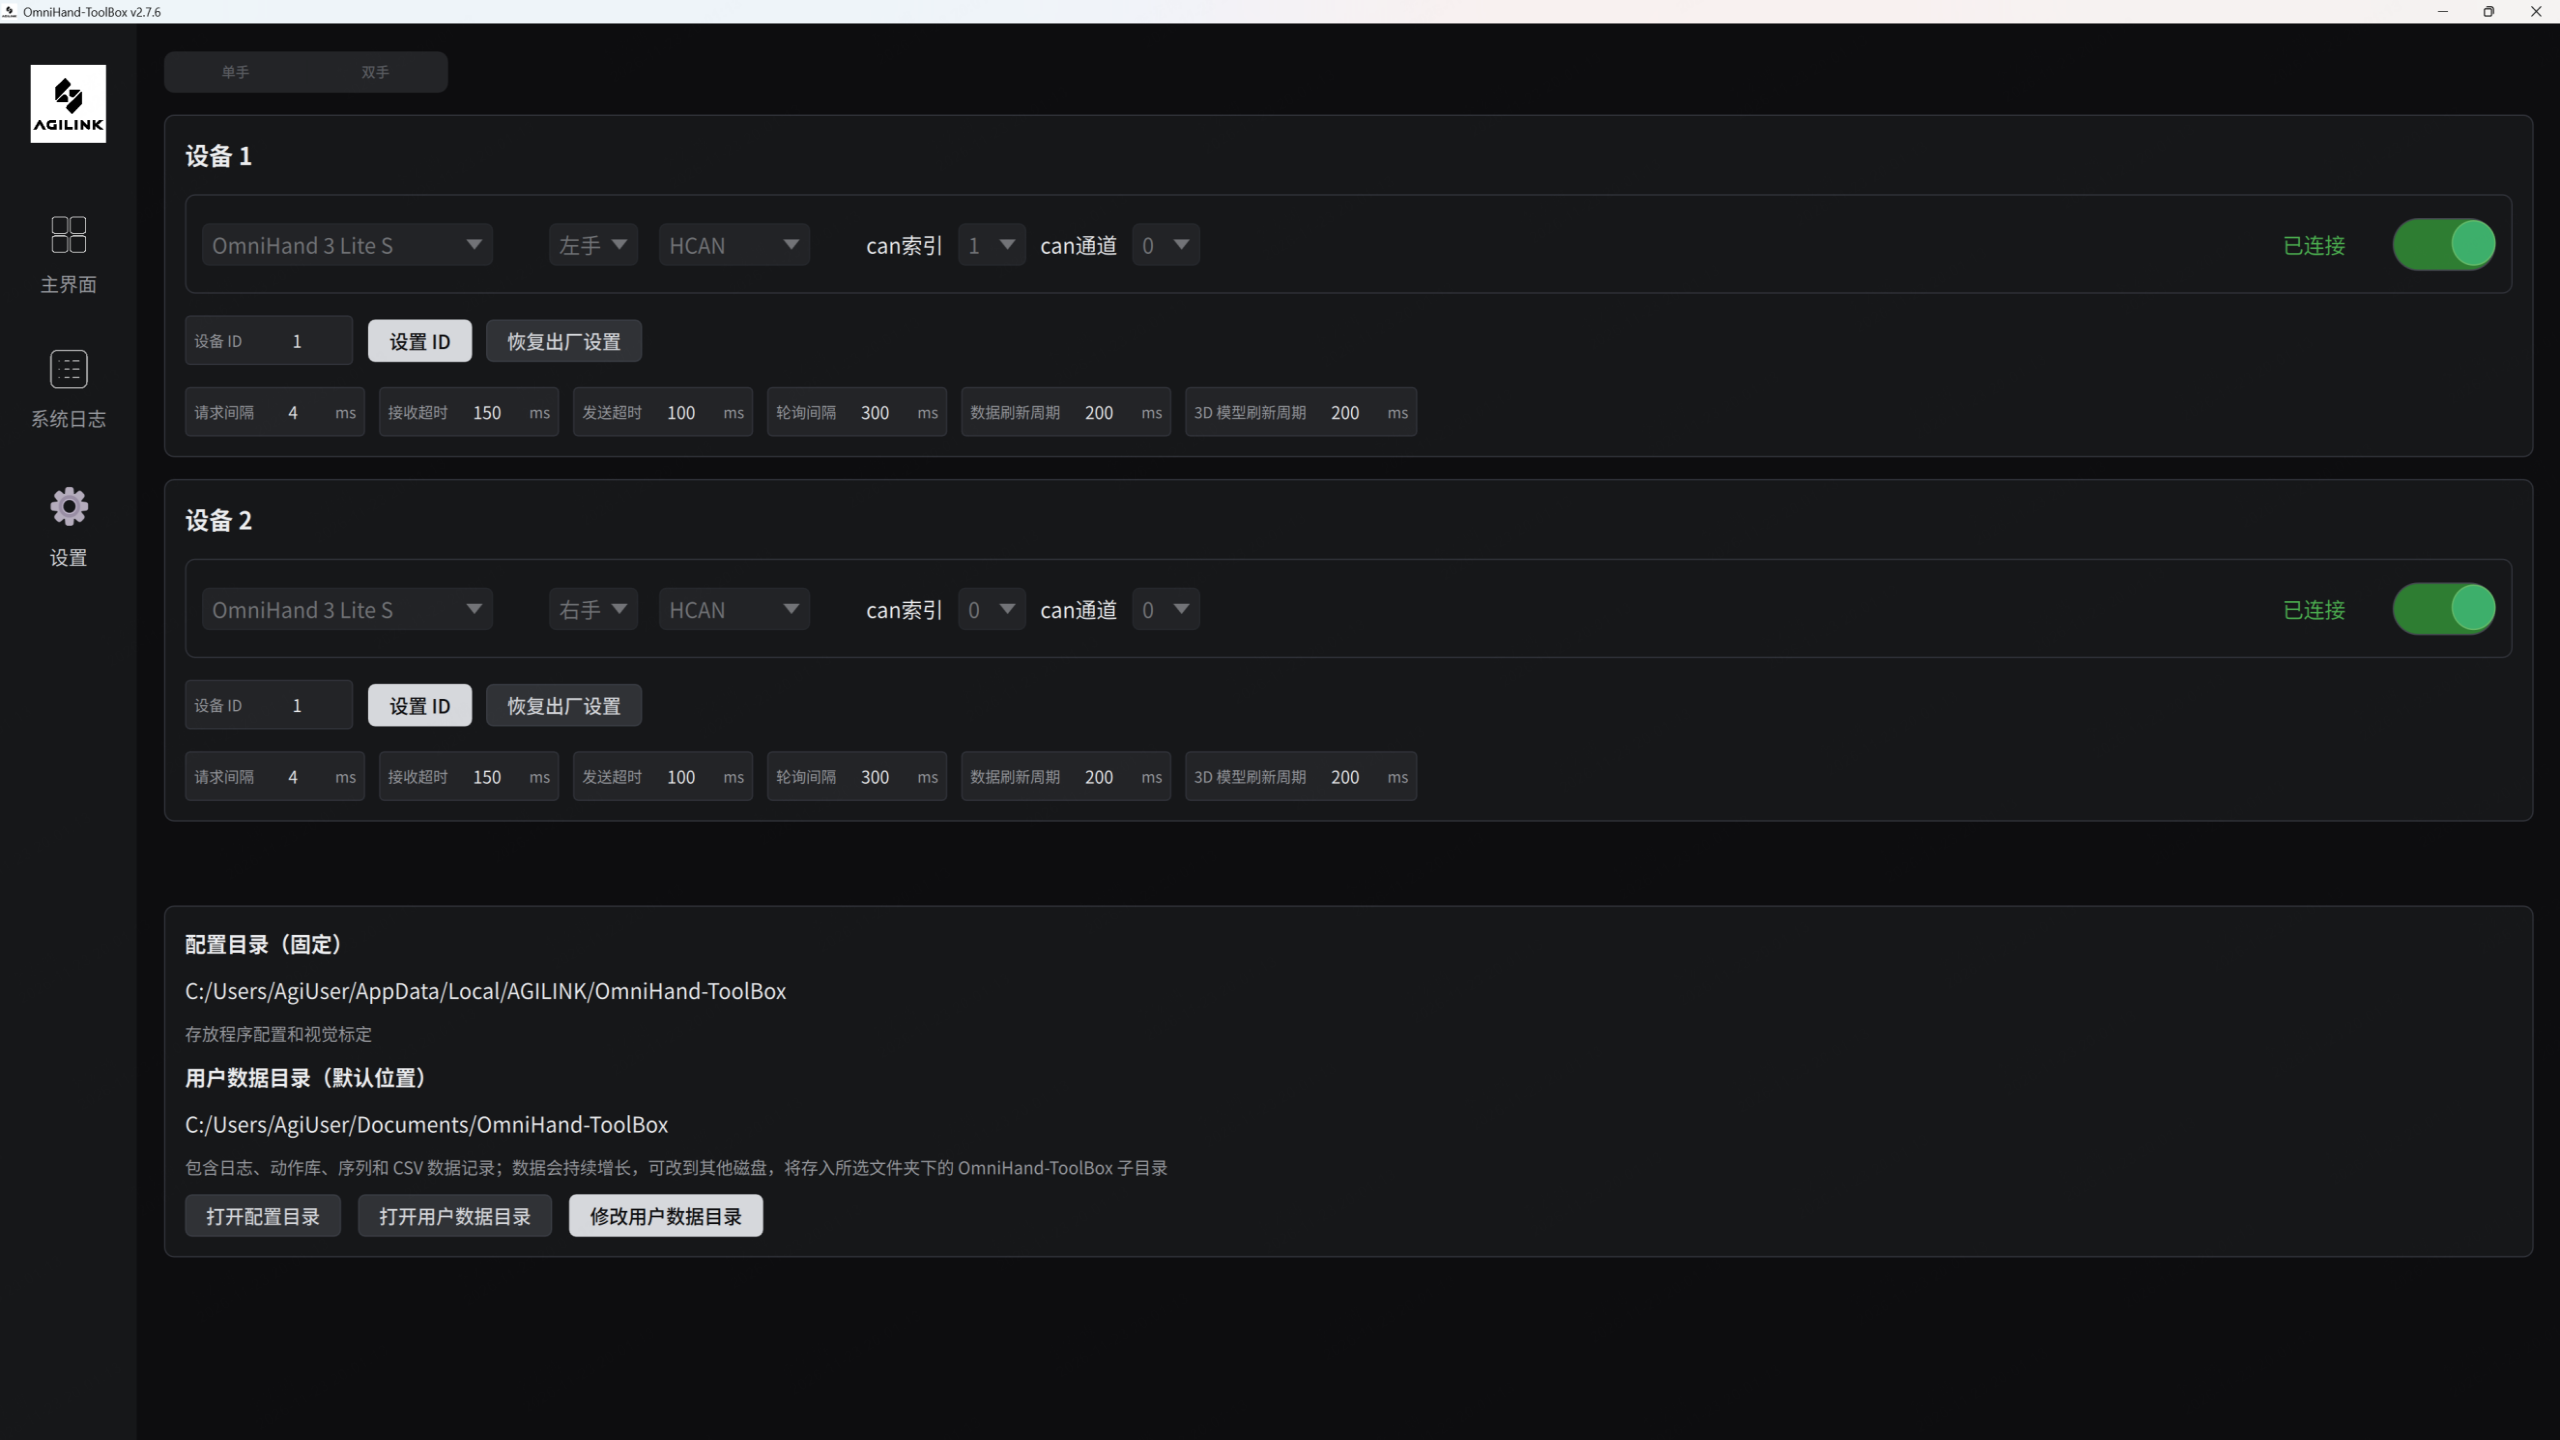 OmniHand-ToolBox v2.7.6
单手 双手
AGILINK
主界面
系统日志
设置
设备 1
OmniHand 3 Lite S 左手 HCAN can索引 1 can通道 0 已连接
设备 ID 1 设置 ID 恢复出厂设置
请求间隔 4 ms 接收超时 150 ms 发送超时 100 ms 轮询间隔 300 ms 数据刷新周期 200 ms 3D 模型刷新周期 200 ms
设备 2
OmniHand 3 Lite S 右手 HCAN can索引 0 can通道 0 已连接
设备 ID 1 设置 ID 恢复出厂设置
请求间隔 4 ms 接收超时 150 ms 发送超时 100 ms 轮询间隔 300 ms 数据刷新周期 200 ms 3D 模型刷新周期 200 ms
配置目录（固定）
C:/Users/AgiUser/AppData/Local/AGILINK/OmniHand-ToolBox
存放程序配置和视觉标定
用户数据目录（默认位置）
C:/Users/AgiUser/Documents/OmniHand-ToolBox
包含日志、动作库、序列和 CSV 数据记录；数据会持续增长，可改到其他磁盘，将存入所选文件夹下的 OmniHand-ToolBox 子目录
打开配置目录 打开用户数据目录 修改用户数据目录